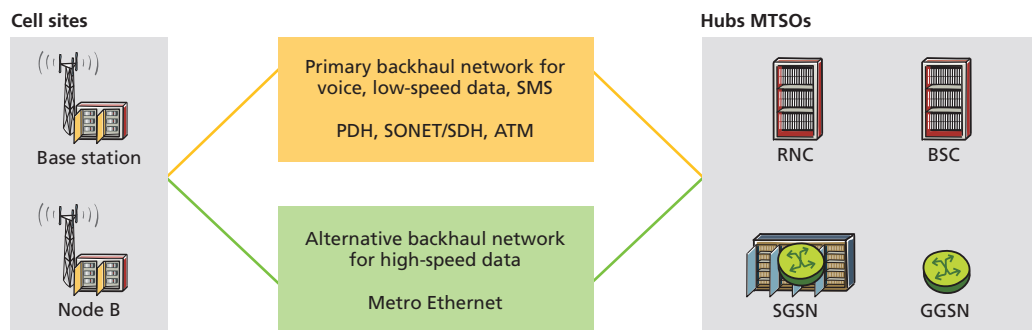 Cell sites
Base station
Node B
Primary backhaul network for
voice, low-speed data, SMS
PDH, SONET/SDH, ATM
Alternative backhaul network
for high-speed data
Metro Ethernet
Hubs MTSOs
RNC
BSC
SGSN
GGSN